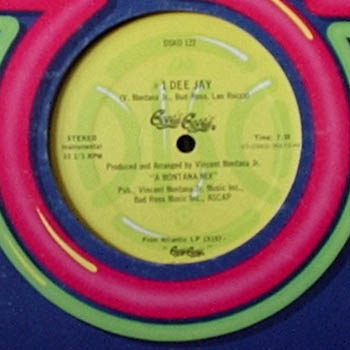 DSKO 122
#1 DEE JAY
(V. Montana Jr., Bud Ross, Len Rocco)
Goody Goody
STEREO
Instrumental
33 1/3 RPM
Time:
Produced and Arranged by Vincent Montana Jr.
"A MONTANA MIX"
Pub., Vincent Montana Jr. Music Inc.,
Bud Ross Music Inc., ASCAP
From Atlantic LP (
Goody Goody